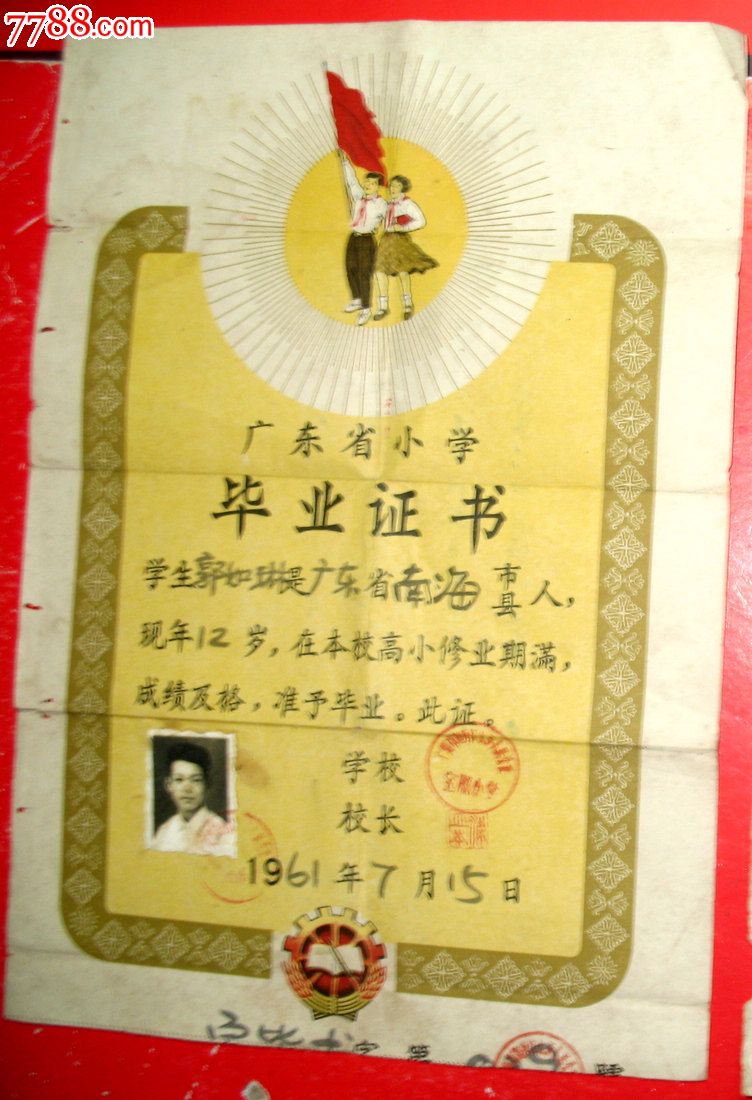 7788.com
广东省小学
毕业证书
学生郭如琳是广东省南海市县人，
现年12岁，在本校高小修业期满，
成绩及格，准予毕业。此证。
学校
校长
1961年7月15日
字第